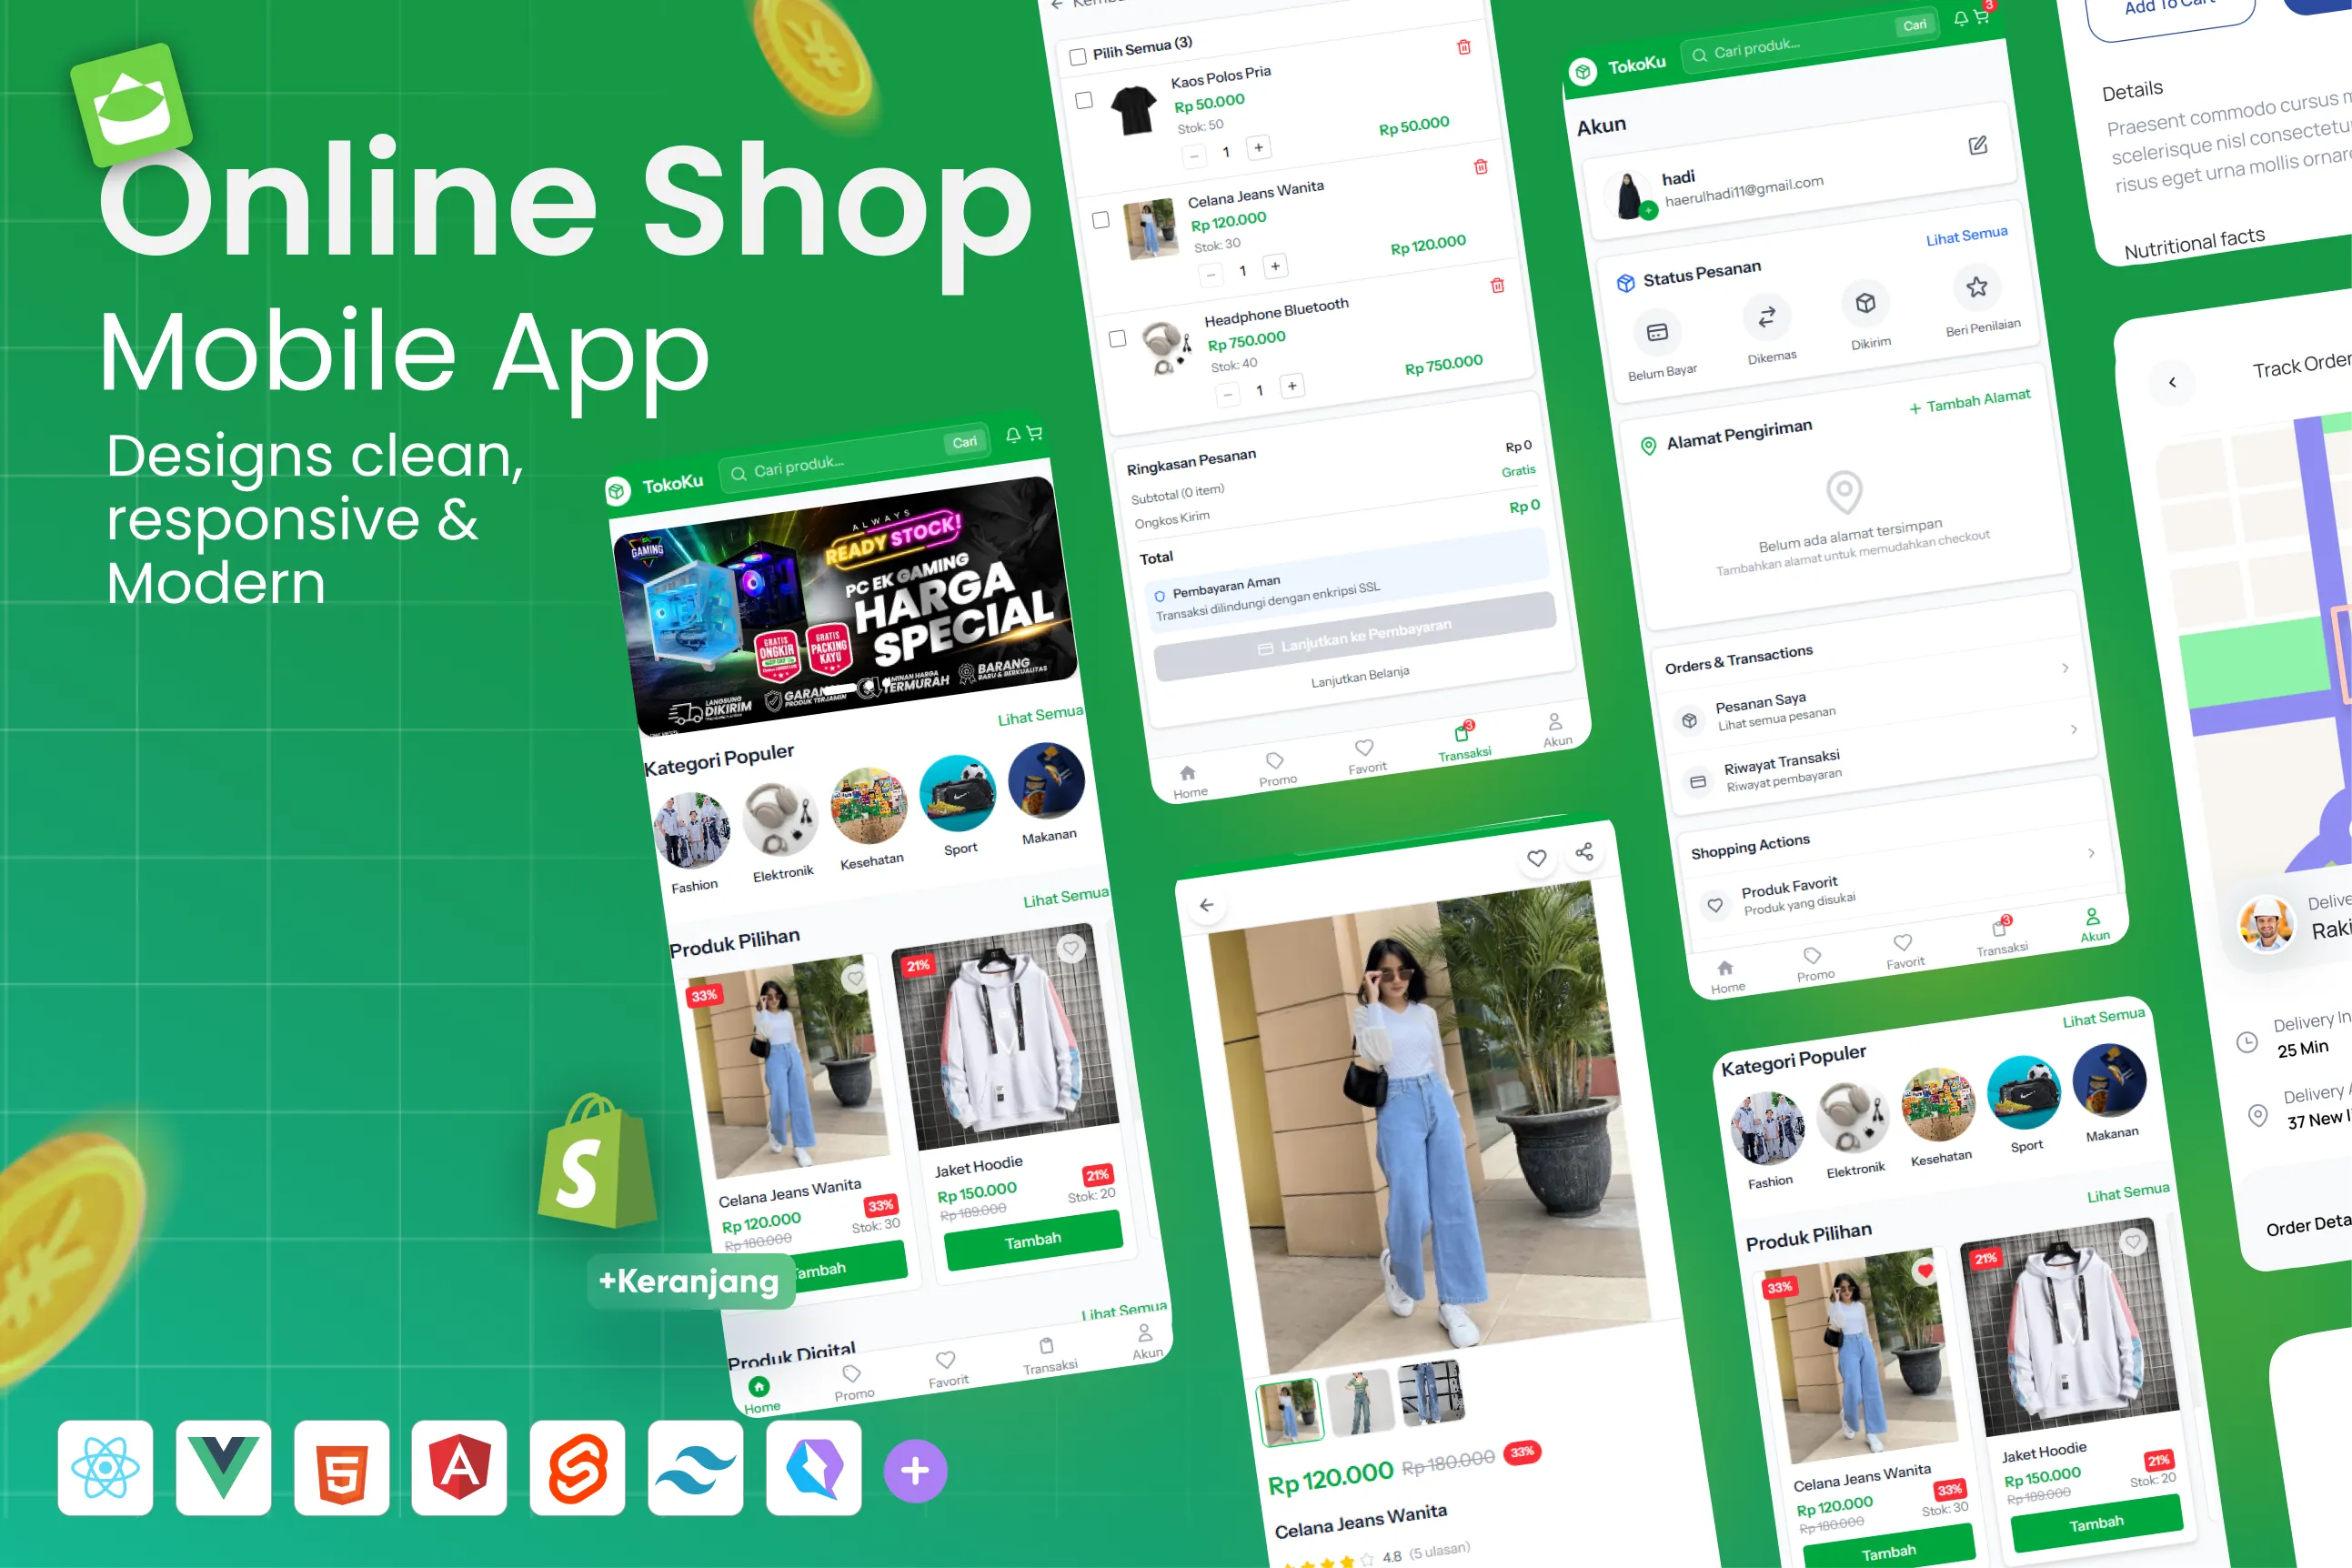 Online Shop
Mobile App
Designs clean,
responsive &
Modern
TokoKu
Cari produk...
Cari
GAMING
ALWAYS
READY STOCK!
PC EK GAMING
HARGA
SPECIAL
GRATIS
ONGKIR
GRATIS
PACKING
KAYU
LANGSUNG
DIKIRIM
PRODUK TERJAMIN
TERMURAH
BARANG
BARU & BERKUALITAS
Kategori Populer
Lihat Semua
Fashion
Elektronik
Kesehatan
Sport
Makanan
Produk Pilihan
Lihat Semua
33%
Celana Jeans Wanita
Rp 120.000
33%
Rp 180.000
Stok: 30
Tambah
21%
Jaket Hoodie
Rp 150.000
21%
Rp 189.000
Stok: 20
Tambah
+Keranjang
Produk Digital
Lihat Semua
Home
Promo
Favorit
Transaksi
Akun
Pilih Semua (3)
Kaos Polos Pria
Rp 50.000
Stok: 50
1
Rp 50.000
Celana Jeans Wanita
Rp 120.000
Stok: 30
1
Rp 120.000
Headphone Bluetooth
Rp 750.000
Stok: 40
1
Rp 750.000
Ringkasan Pesanan
Subtotal (0 item)
Rp 0
Ongkos Kirim
Gratis
Total
Rp 0
Pembayaran Aman
Transaksi dilindungi dengan enkripsi SSL
Lanjutkan ke Pembayaran
Lanjutkan Belanja
Home
Promo
Favorit
3
Transaksi
Akun
Rp 120.000
Rp 180.000
33%
Celana Jeans Wanita
4.8 (5 ulasan)
TokoKu
Cari produk...
Cari
3
Akun
hadi
haerulhadi11@gmail.com
Status Pesanan
Lihat Semua
Belum Bayar
Dikemas
Dikirim
Beri Penilaian
Alamat Pengiriman
+ Tambah Alamat
Belum ada alamat tersimpan
Tambahkan alamat untuk memudahkan checkout
Orders & Transactions
Pesanan Saya
Lihat semua pesanan
Riwayat Transaksi
Riwayat pembayaran
Shopping Actions
Produk Favorit
Produk yang disukai
Home
Promo
Favorit
3
Transaksi
Akun
Kategori Populer
Lihat Semua
Fashion
Elektronik
Kesehatan
Sport
Makanan
Produk Pilihan
Lihat Semua
33%
Celana Jeans Wanita
Rp 120.000
33%
Rp 180.000
Stok: 30
Tambah
21%
Jaket Hoodie
Rp 150.000
21%
Rp 189.000
Stok: 20
Tambah
Add To Cart
Details
Praesent commodo cursus
scelerisque nisl consectetu
risus eget urna mollis ornar
Nutritional facts
Track Order
Delive
Raki
Delivery In
25 Min
Delivery A
37 New
Order Deta